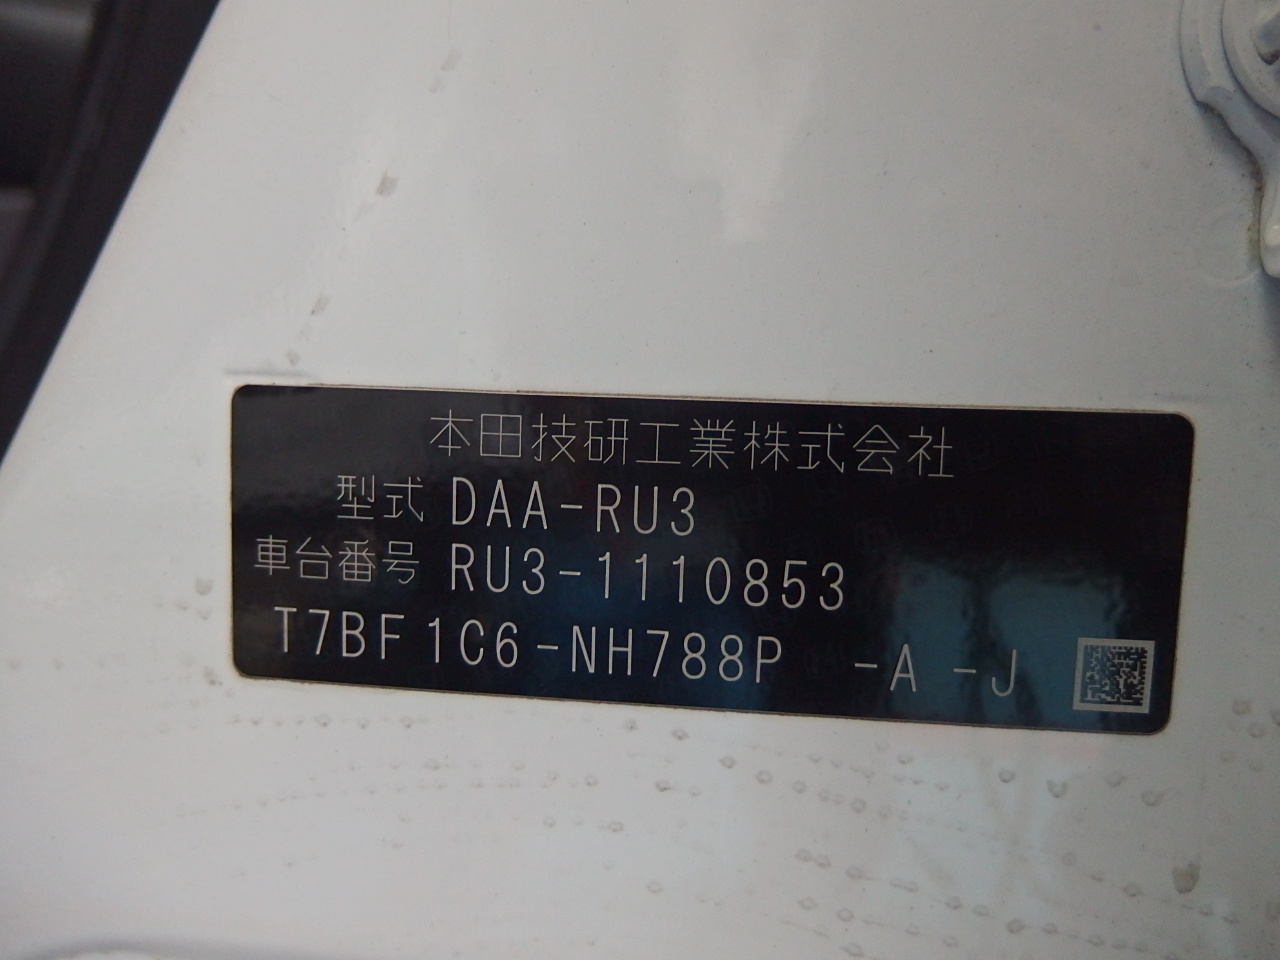 本田技研工業株式会社
型式 DAA-RU3
車台番号 RU3-1110853
T7BF1C6-NH788P -A -J